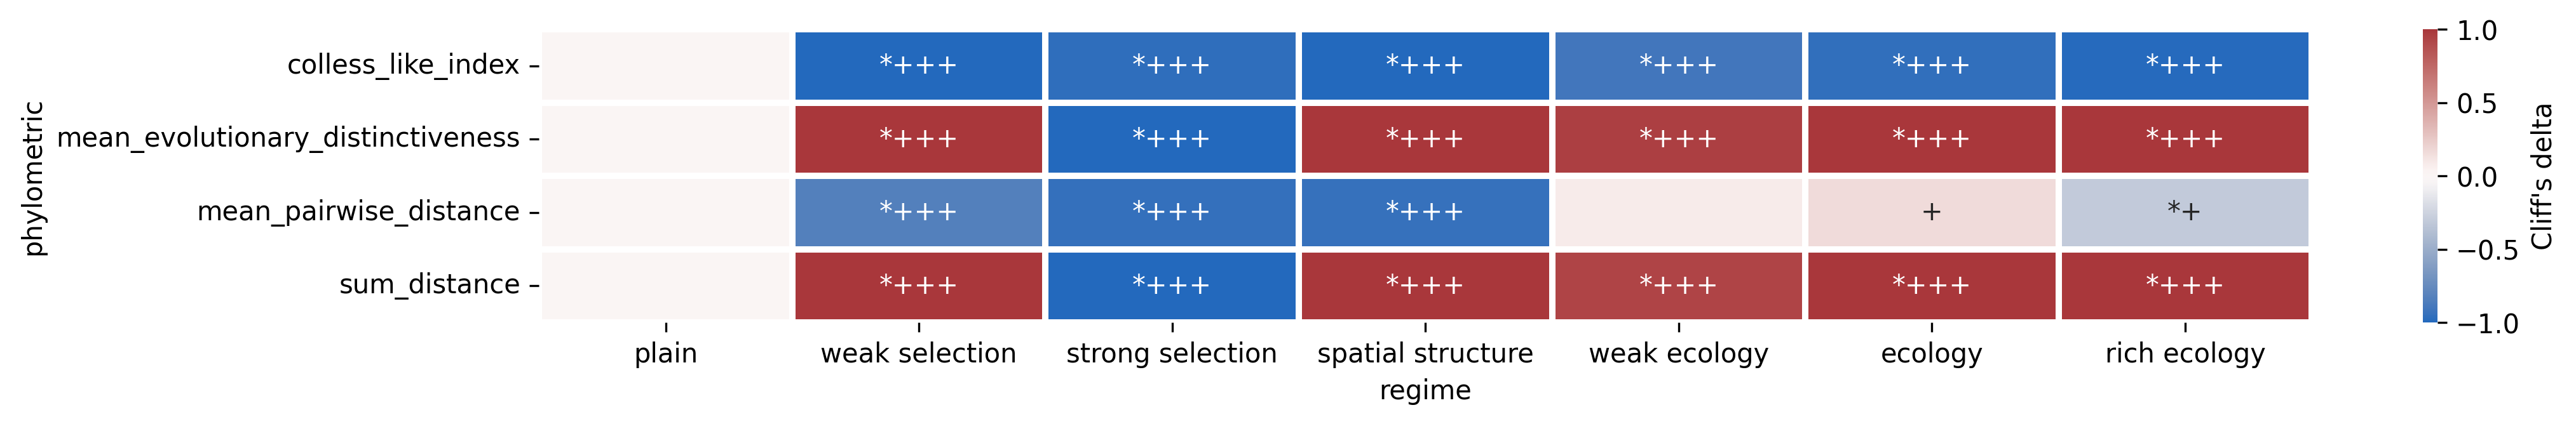 phylometric
colless_like_index *+++ *+++ *+++ *+++ *+++ *+++
mean_evolutionary_distinctiveness *+++ *+++ *+++ *+++ *+++ *+++
mean_pairwise_distance *+++ *+++ *+++ + *+
sum_distance *+++ *+++ *+++ *+++ *+++ *+++
plain weak selection strong selection spatial structure weak ecology ecology rich ecology
regime
1.0
0.5
0.0
−0.5
−1.0
Cliff's delta